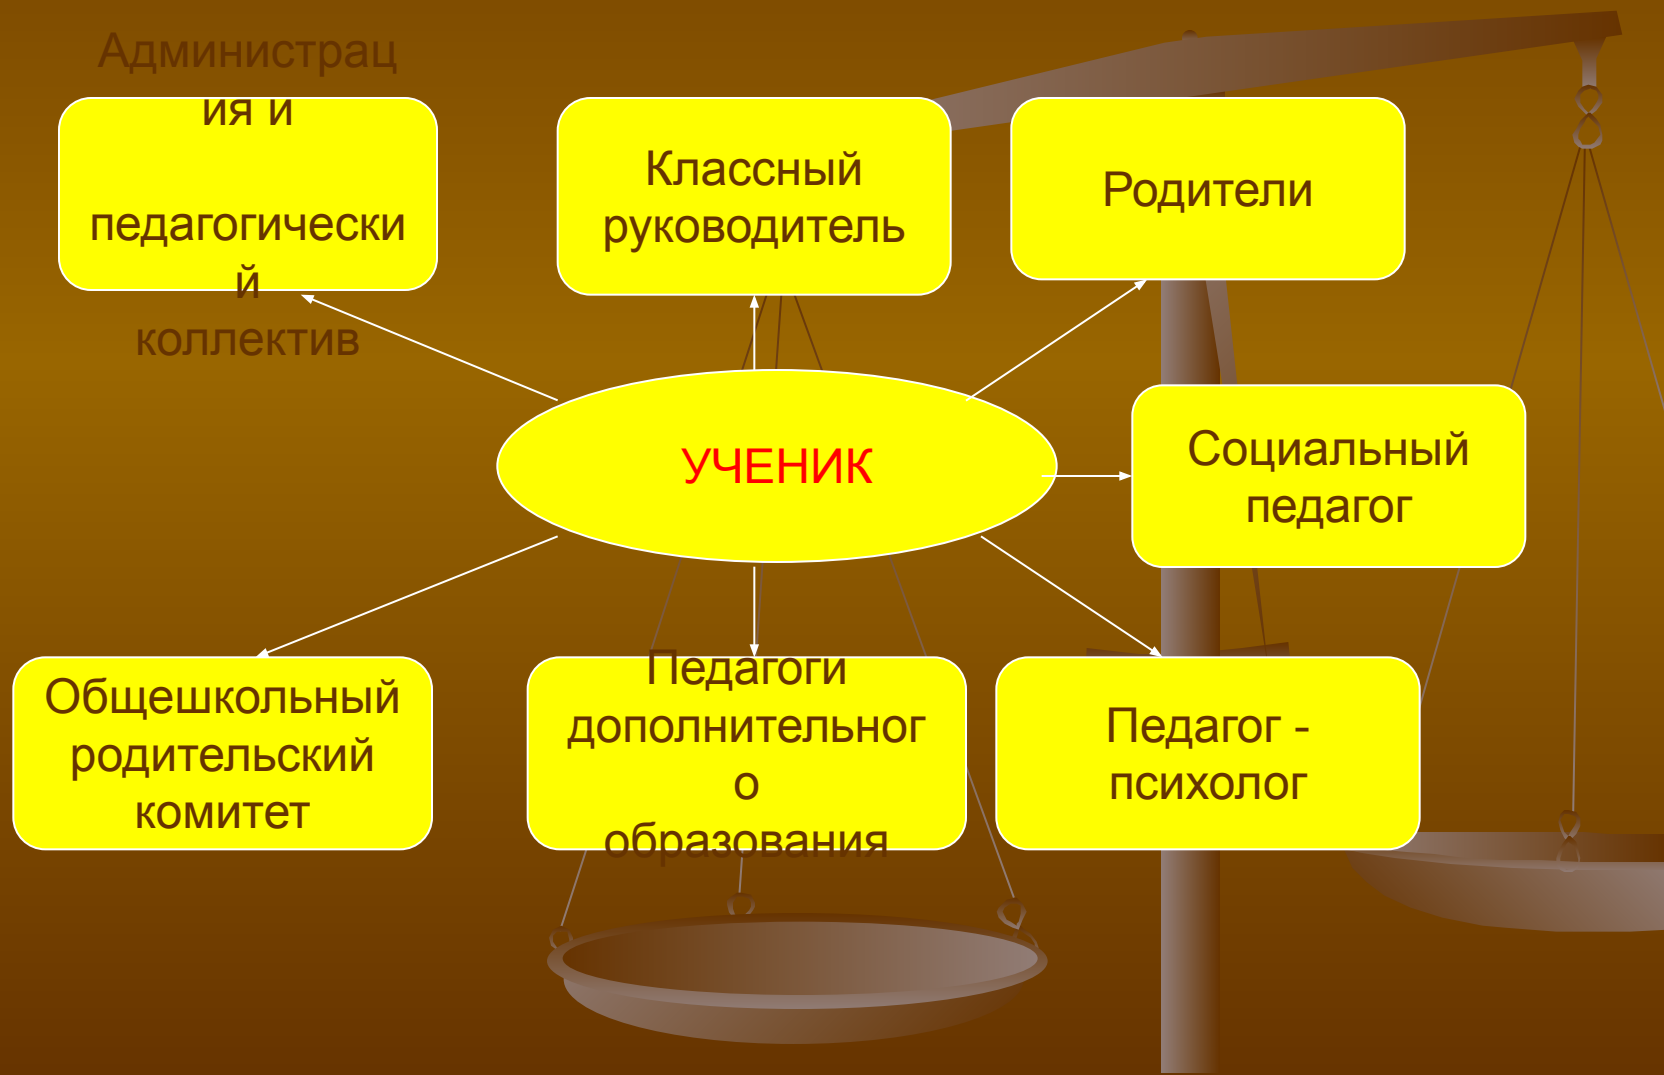 Администрац
ия и
педагогически
й
коллектив
Классный
руководитель
Родители
УЧЕНИК
Социальный
педагог
Общешкольный
родительский
комитет
Педагоги
дополнительног
о
образования
Педагог -
психолог